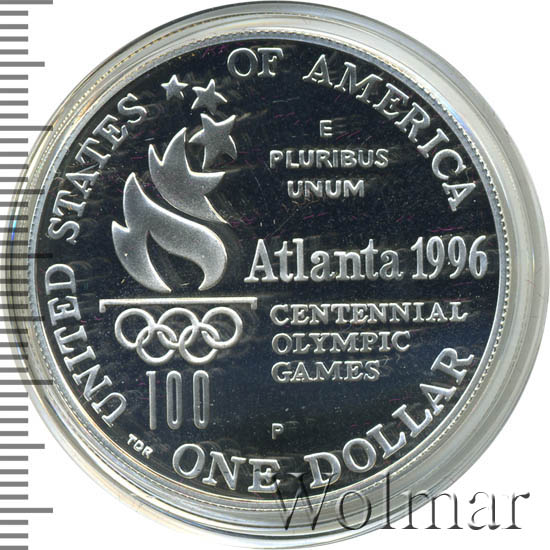 UNITED STATES OF AMERICA
E
PLURIBUS
UNUM
Atlanta 1996
CENTENNIAL
OLYMPIC
GAMES
100
P
TDR
ONE DOLLAR
Wolmar